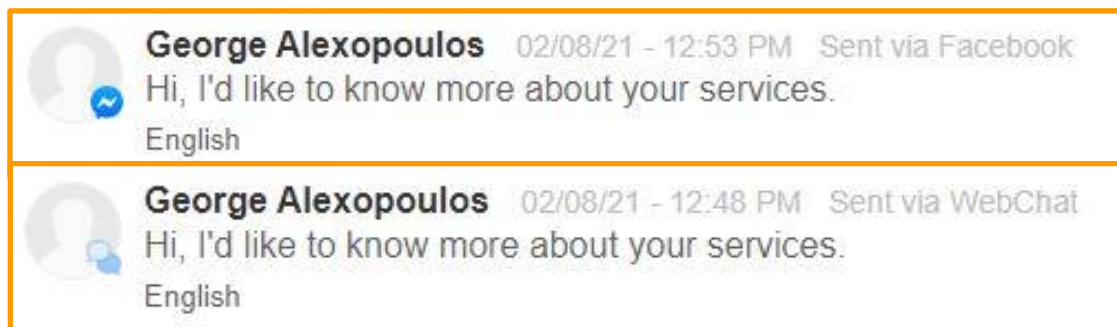 George Alexopoulos 02/08/21 - 12:53 PM Sent via Facebook
Hi, I'd like to know more about your services.
English
George Alexopoulos 02/08/21 - 12:48 PM Sent via WebChat
Hi, I'd like to know more about your services.
English